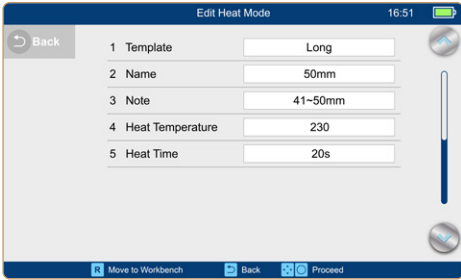 Edit Heat Mode 16:51
Back
1 Template Long
2 Name 50mm
3 Note 41~50mm
4 Heat Temperature 230
5 Heat Time 20s
R Move to Workbench Back Proceed